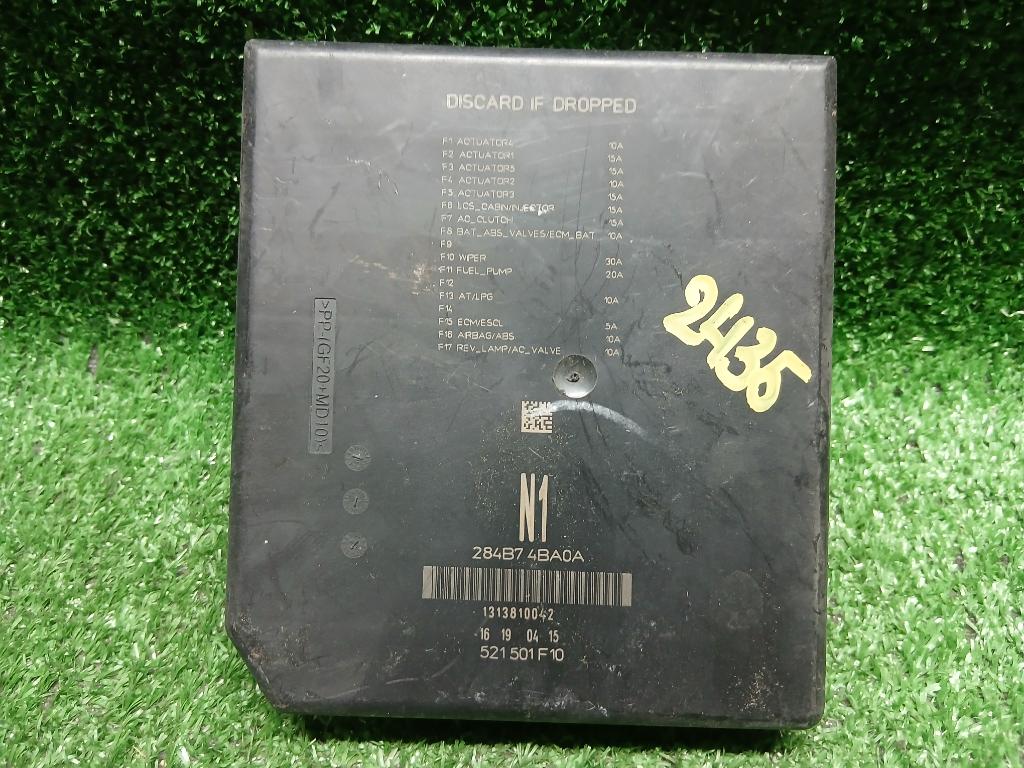 DISCARD IF DROPPED
F1 ACTUATOR4 10A
F2 ACTUATOR1 15A
F3 ACTUATOR5 15A
F4 ACTUATOR2 10A
F5 ACTUATOR3 15A
F6 LCS_CABIN/INJECTOR 15A
F7 AC_CLUTCH 15A
F8 BAT_ABS_VALVES/ECM_BAT 10A
F9
F10 WIPER 30A
F11 FUEL_PUMP 20A
F12
F13 AT/LPG 10A
F14
F15 ECM/ESCL 5A
F16 AIRBAG/ABS 10A
F17 REV_LAMP/AC_VALVE 10A
2435
>PP-(GF20+MD10)<
N1
284B7 4BA0A
1313810042
16 19 04 15
521501F10